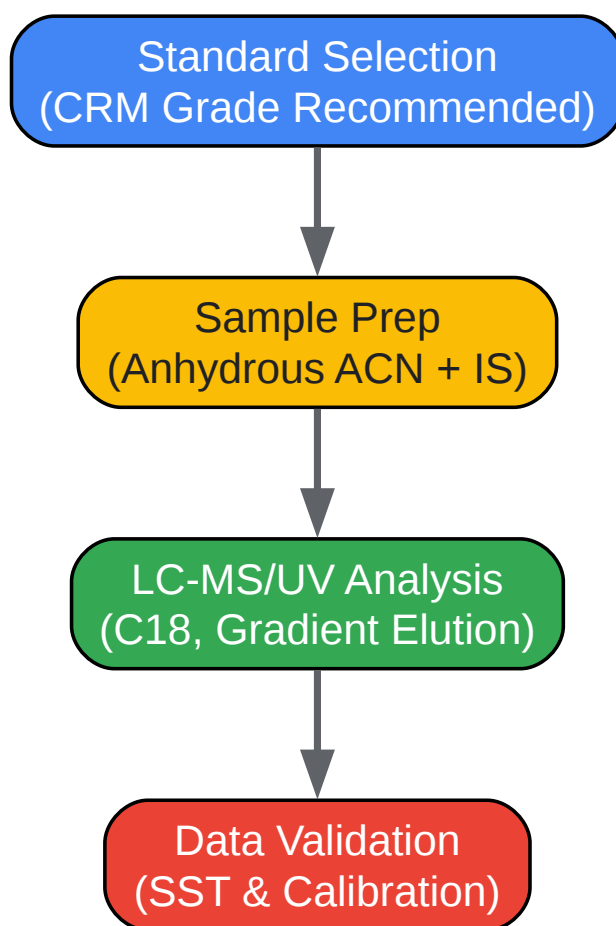 Standard Selection
(CRM Grade Recommended)
Sample Prep
(Anhydrous ACN + IS)
LC-MS/UV Analysis
(C18, Gradient Elution)
Data Validation
(SST & Calibration)